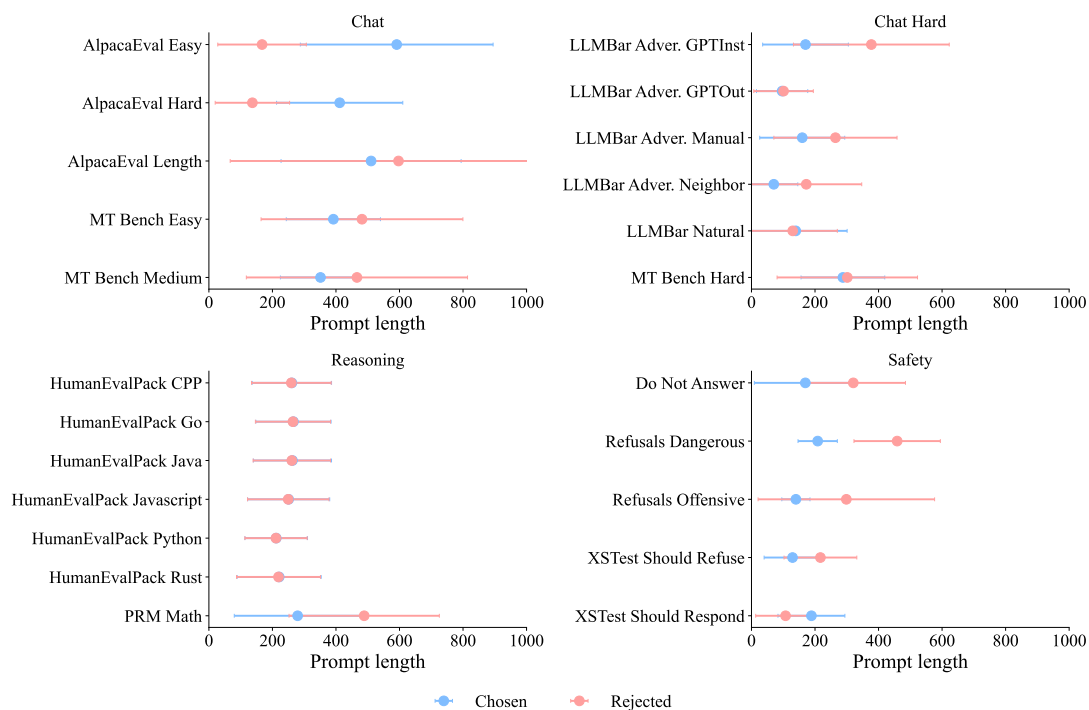 Chat
AlpacaEval Easy
AlpacaEval Hard
AlpacaEval Length
MT Bench Easy
MT Bench Medium
0 200 400 600 800 1000
Prompt length
Chat Hard
LLMBar Adver. GPTInst
LLMBar Adver. GPTOut
LLMBar Adver. Manual
LLMBar Adver. Neighbor
LLMBar Natural
MT Bench Hard
0 200 400 600 800 1000
Prompt length
Reasoning
HumanEvalPack CPP
HumanEvalPack Go
HumanEvalPack Java
HumanEvalPack Javascript
HumanEvalPack Python
HumanEvalPack Rust
PRM Math
0 200 400 600 800 1000
Prompt length
Safety
Do Not Answer
Refusals Dangerous
Refusals Offensive
XSTest Should Refuse
XSTest Should Respond
0 200 400 600 800 1000
Prompt length
Chosen Rejected